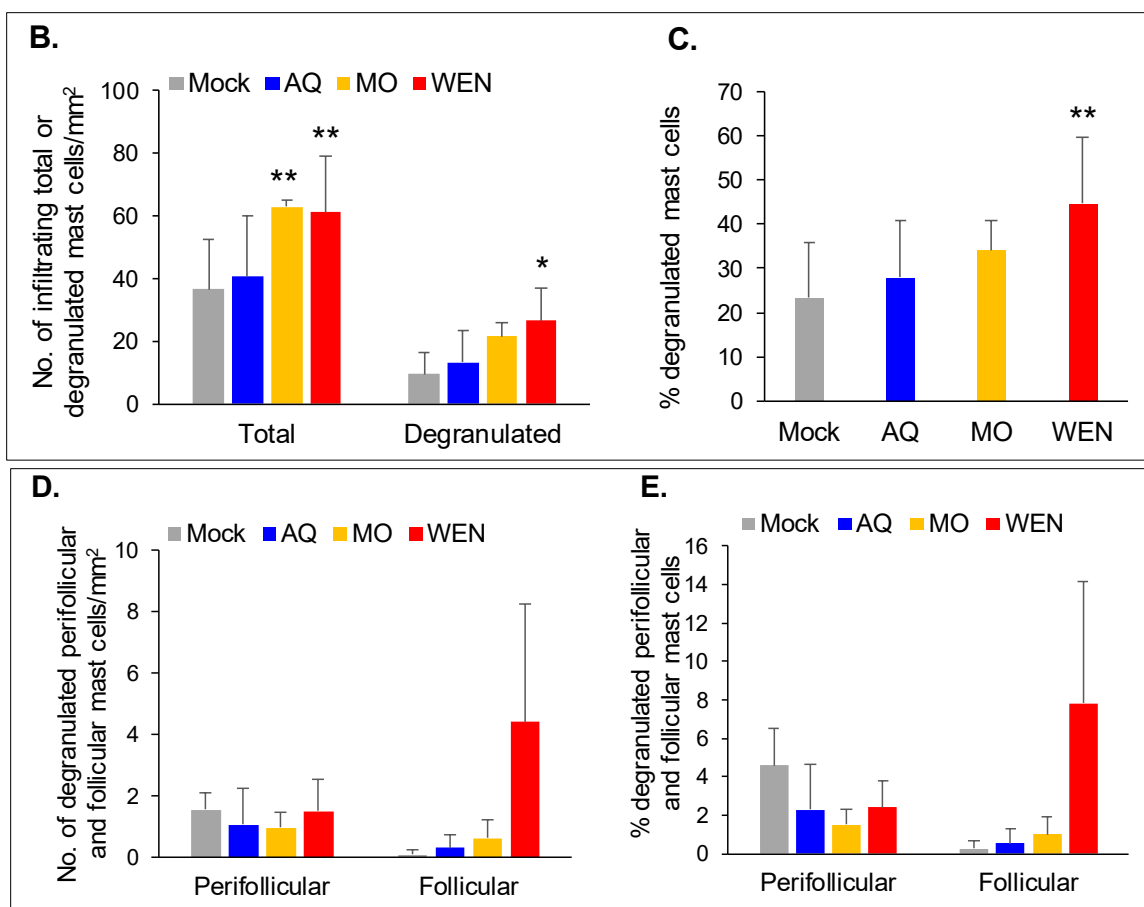 B.
Mock AQ MO WEN
No. of infiltrating total or
degranulated mast cells/mm²
100
80
60
40
20
0
**
**
*
Total Degranulated
C.
% degranulated mast cells
80
70
60
50
40
30
20
10
0
**
Mock AQ MO WEN
D.
Mock AQ MO WEN
No. of degranulated perifollicular
and follicular mast cells/mm²
10
8
6
4
2
0
Perifollicular Follicular
E.
Mock AQ MO WEN
% degranulated perifollicular
and follicular mast cells
16
14
12
10
8
6
4
2
0
Perifollicular Follicular